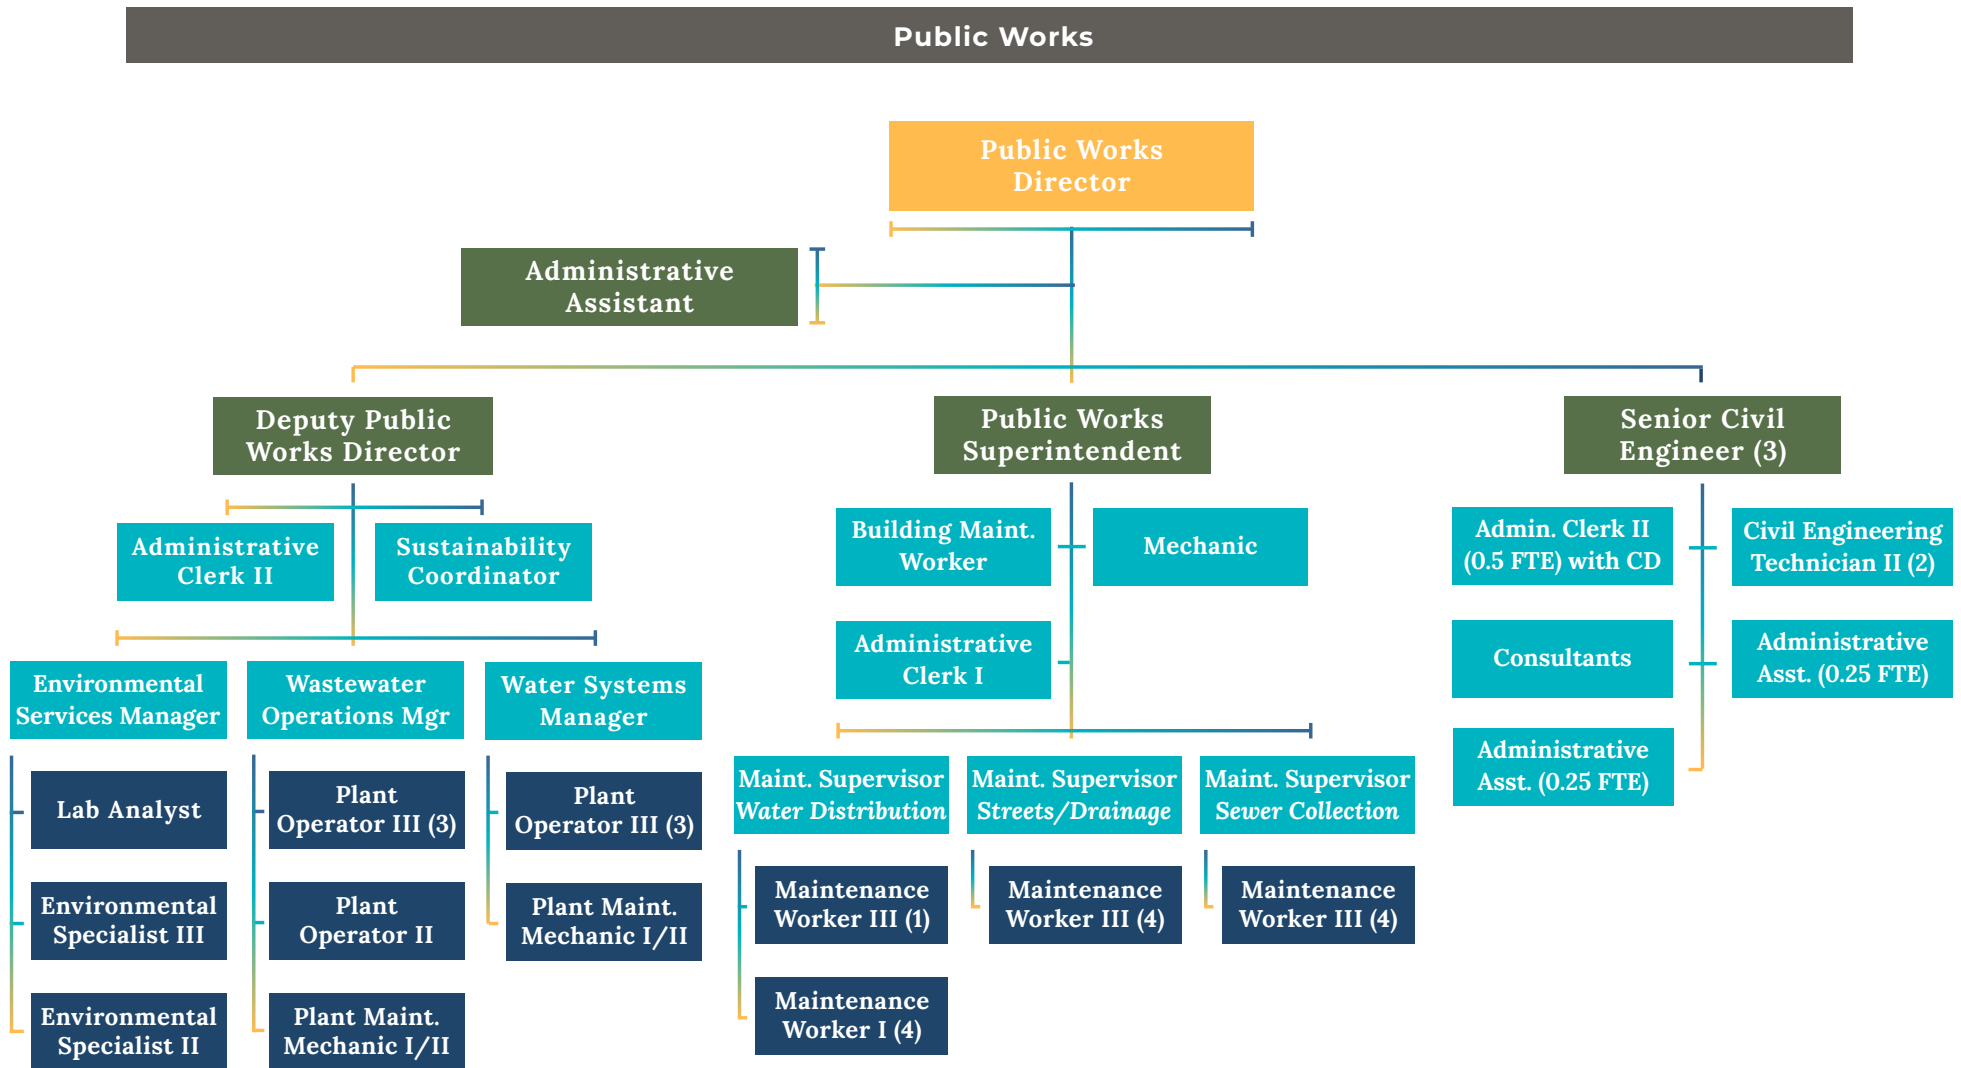 Public Works
Public Works
Director
Administrative
Assistant
Deputy Public
Works Director
Public Works
Superintendent
Senior Civil
Engineer (3)
Administrative
Clerk II
Sustainability
Coordinator
Environmental
Services Manager
Wastewater
Operations Mgr
Water Systems
Manager
Lab Analyst
Environmental
Specialist III
Environmental
Specialist II
Plant
Operator III (3)
Plant
Operator II
Plant Maint.
Mechanic I/II
Plant
Operator III (3)
Plant Maint.
Mechanic I/II
Building Maint.
Worker
Mechanic
Administrative
Clerk I
Maint. Supervisor
Water Distribution
Maint. Supervisor
Streets/Drainage
Maint. Supervisor
Sewer Collection
Maintenance
Worker III (1)
Maintenance
Worker I (4)
Maintenance
Worker III (4)
Maintenance
Worker III (4)
Admin. Clerk II
(0.5 FTE) with CD
Civil Engineering
Technician II (2)
Consultants
Administrative
Asst. (0.25 FTE)
Administrative
Asst. (0.25 FTE)